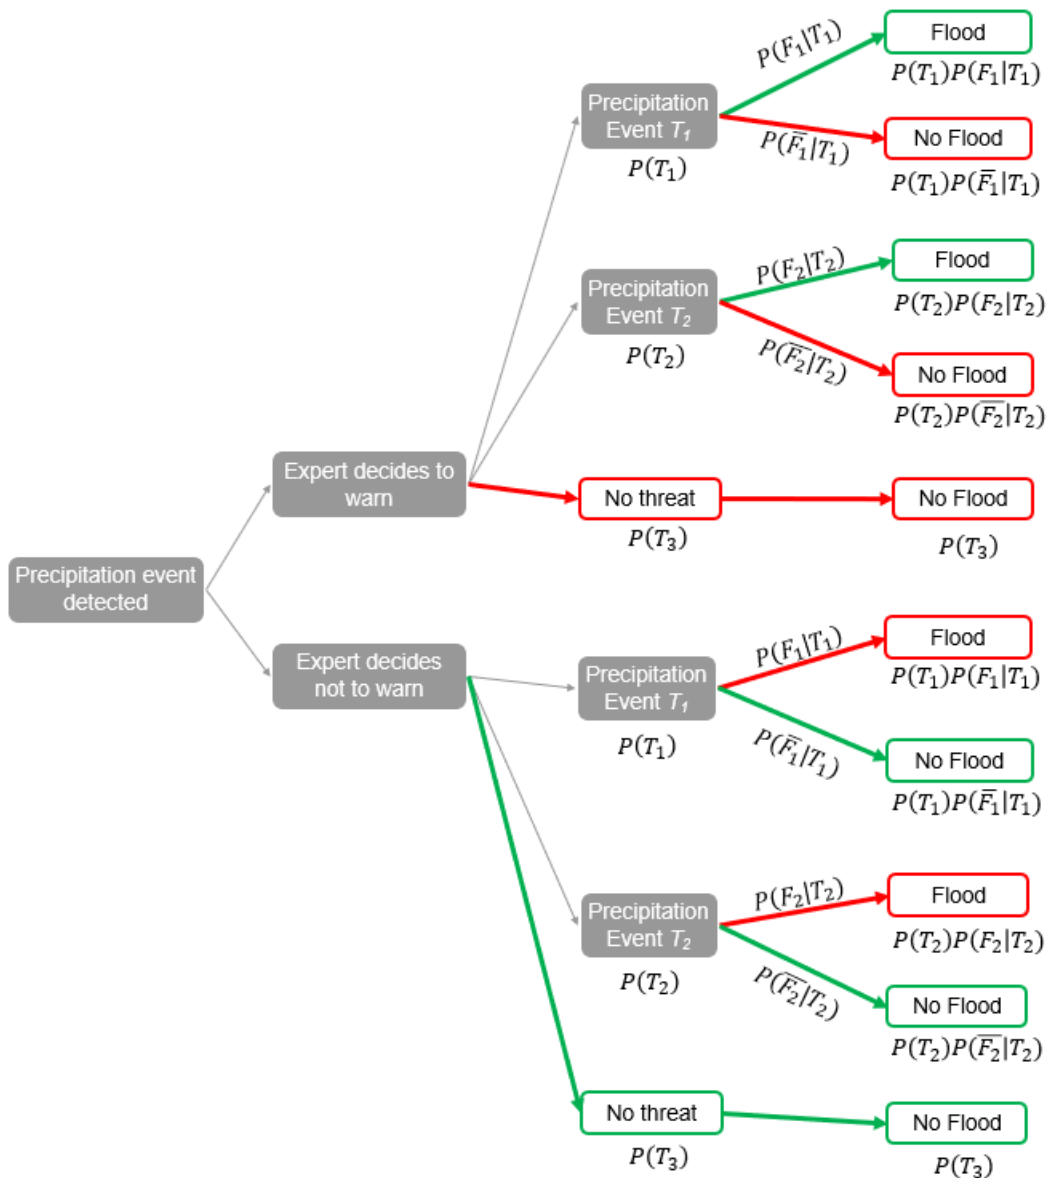 P(F₁|T₁)
Flood
P(T₁)P(F₁|T₁)
Precipitation
Event T₁
P(T₁)
P(F̅₁|T₁)
No Flood
P(T₁)P(F̅₁|T₁)
P(F₂|T₂)
Flood
P(T₂)P(F₂|T₂)
Precipitation
Event T₂
P(T₂)
P(F̅₂|T₂)
No Flood
P(T₂)P(F̅₂|T₂)
Expert decides to
warn
No threat
P(T₃)
No Flood
P(T₃)
Precipitation event
detected
Expert decides
not to warn
P(F₁|T₁)
Flood
P(T₁)P(F₁|T₁)
Precipitation
Event T₁
P(T₁)
P(F̅₁|T₁)
No Flood
P(T₁)P(F̅₁|T₁)
P(F₂|T₂)
Flood
P(T₂)P(F₂|T₂)
Precipitation
Event T₂
P(T₂)
P(F̅₂|T₂)
No Flood
P(T₂)P(F̅₂|T₂)
No threat
P(T₃)
No Flood
P(T₃)